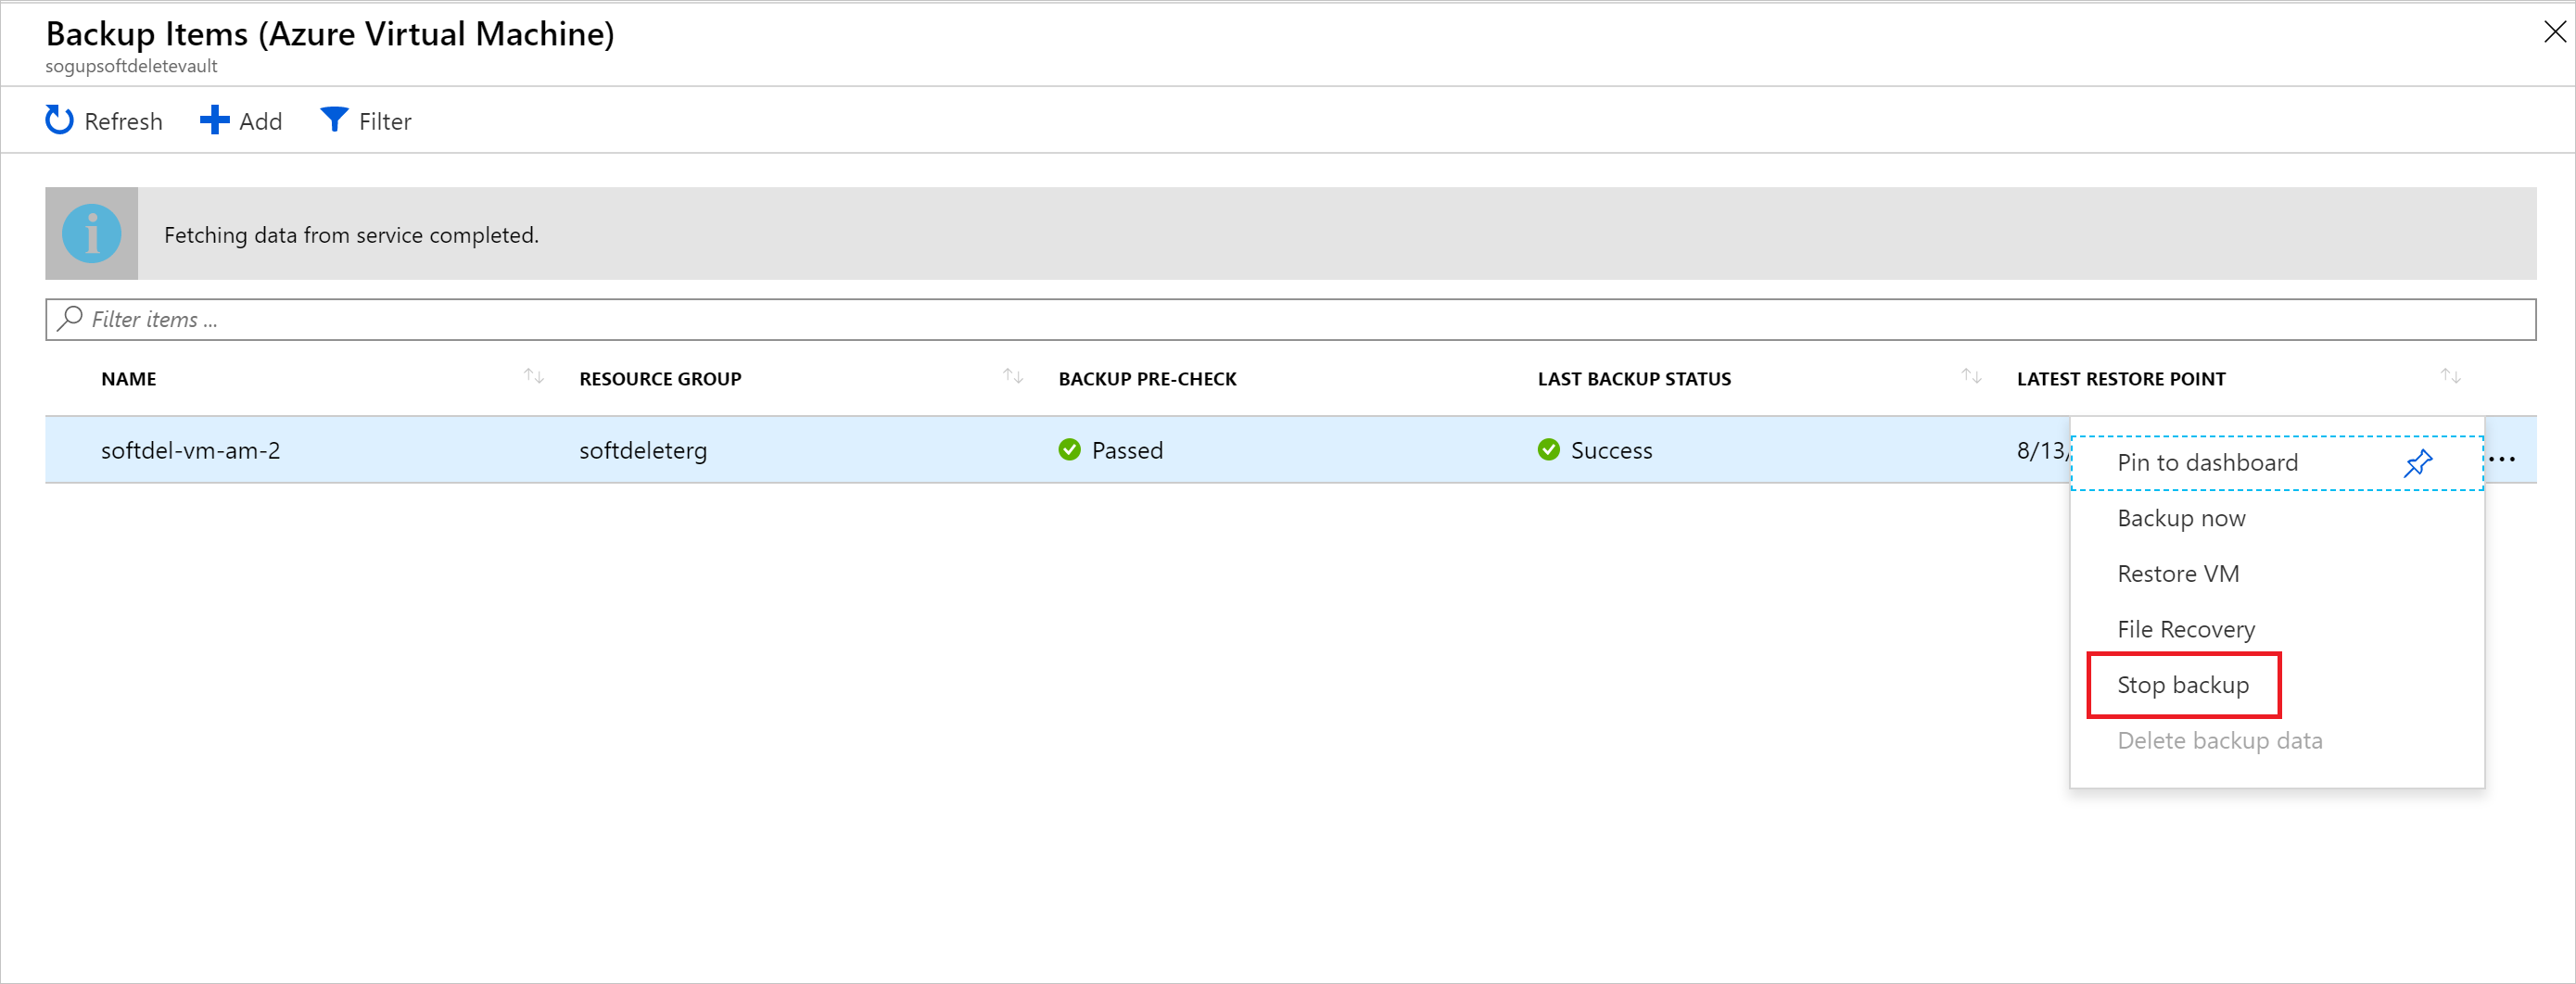 Backup Items (Azure Virtual Machine)
sogupsoftdeletevault
Refresh Add Filter
Fetching data from service completed.
Filter items ...
NAME RESOURCE GROUP BACKUP PRE-CHECK LAST BACKUP STATUS LATEST RESTORE POINT
softdel-vm-am-2 softdeleterg Passed Success 8/13/ ...
Pin to dashboard
Backup now
Restore VM
File Recovery
Stop backup
Delete backup data